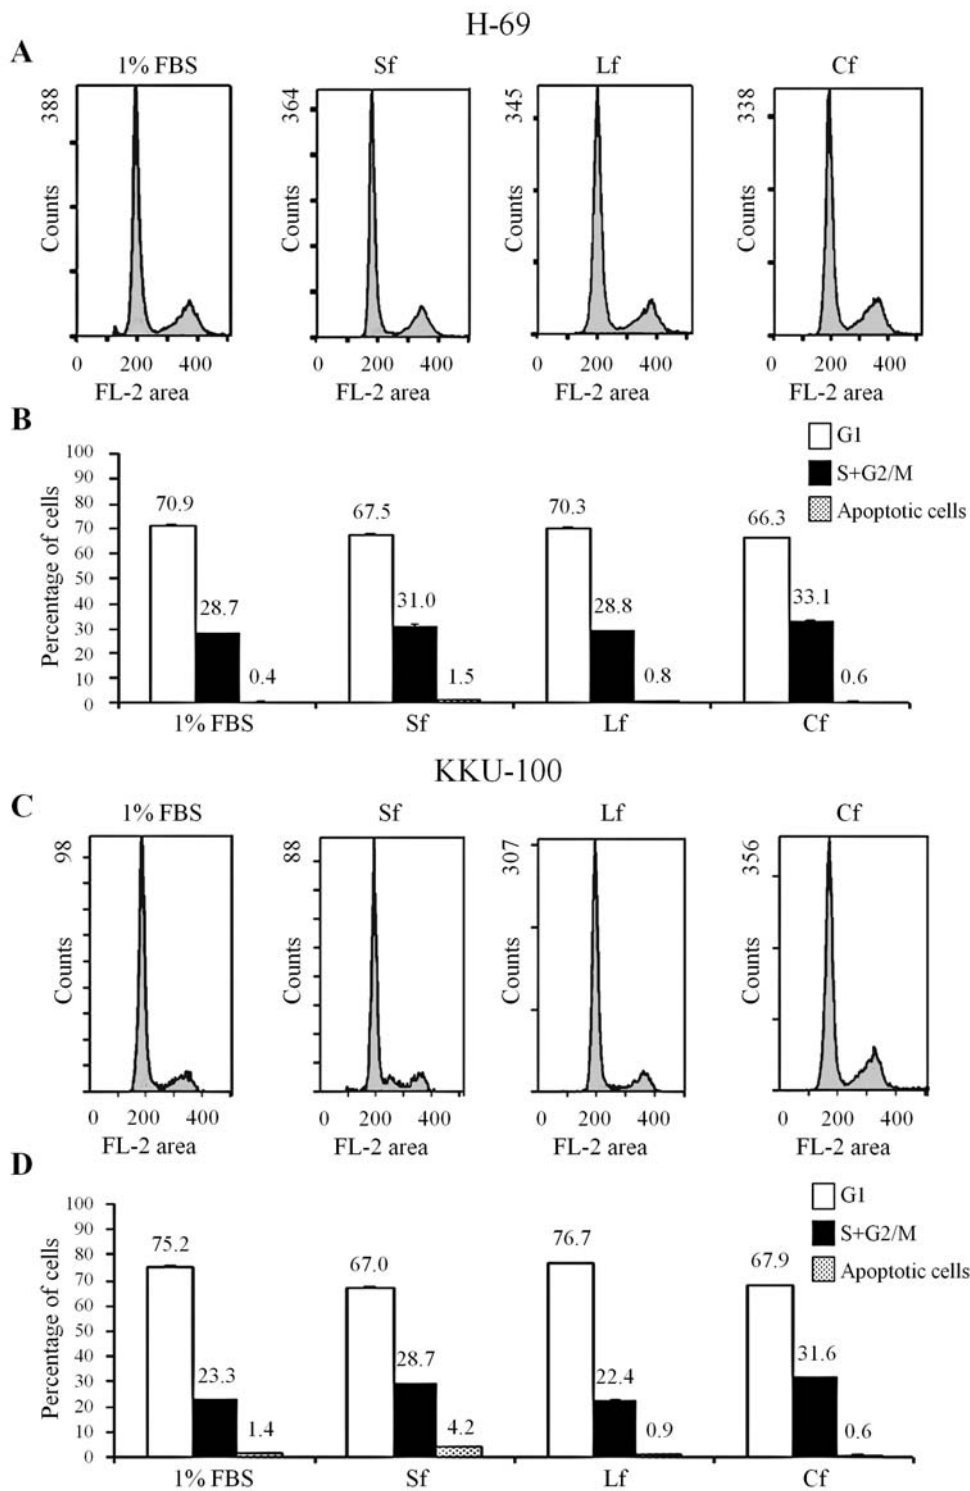 H-69
A
1% FBS Sf Lf Cf
388 364 345 338
Counts Counts Counts Counts
0 200 400 0 200 400 0 200 400 0 200 400
FL-2 area FL-2 area FL-2 area FL-2 area
B
G1
S+G2/M
Apoptotic cells
Percentage of cells
100
90
80
70
60
50
40
30
20
10
0
70.9 28.7 0.4 67.5 31.0 1.5 70.3 28.8 0.8 66.3 33.1 0.6
1% FBS Sf Lf Cf
KKU-100
C
1% FBS Sf Lf Cf
98 88 307 356
Counts Counts Counts Counts
0 200 400 0 200 400 0 200 400 0 200 400
FL-2 area FL-2 area FL-2 area FL-2 area
D
G1
S+G2/M
Apoptotic cells
Percentage of cells
100
90
80
70
60
50
40
30
20
10
0
75.2 23.3 1.4 67.0 28.7 4.2 76.7 22.4 0.9 67.9 31.6 0.6
1% FBS Sf Lf Cf